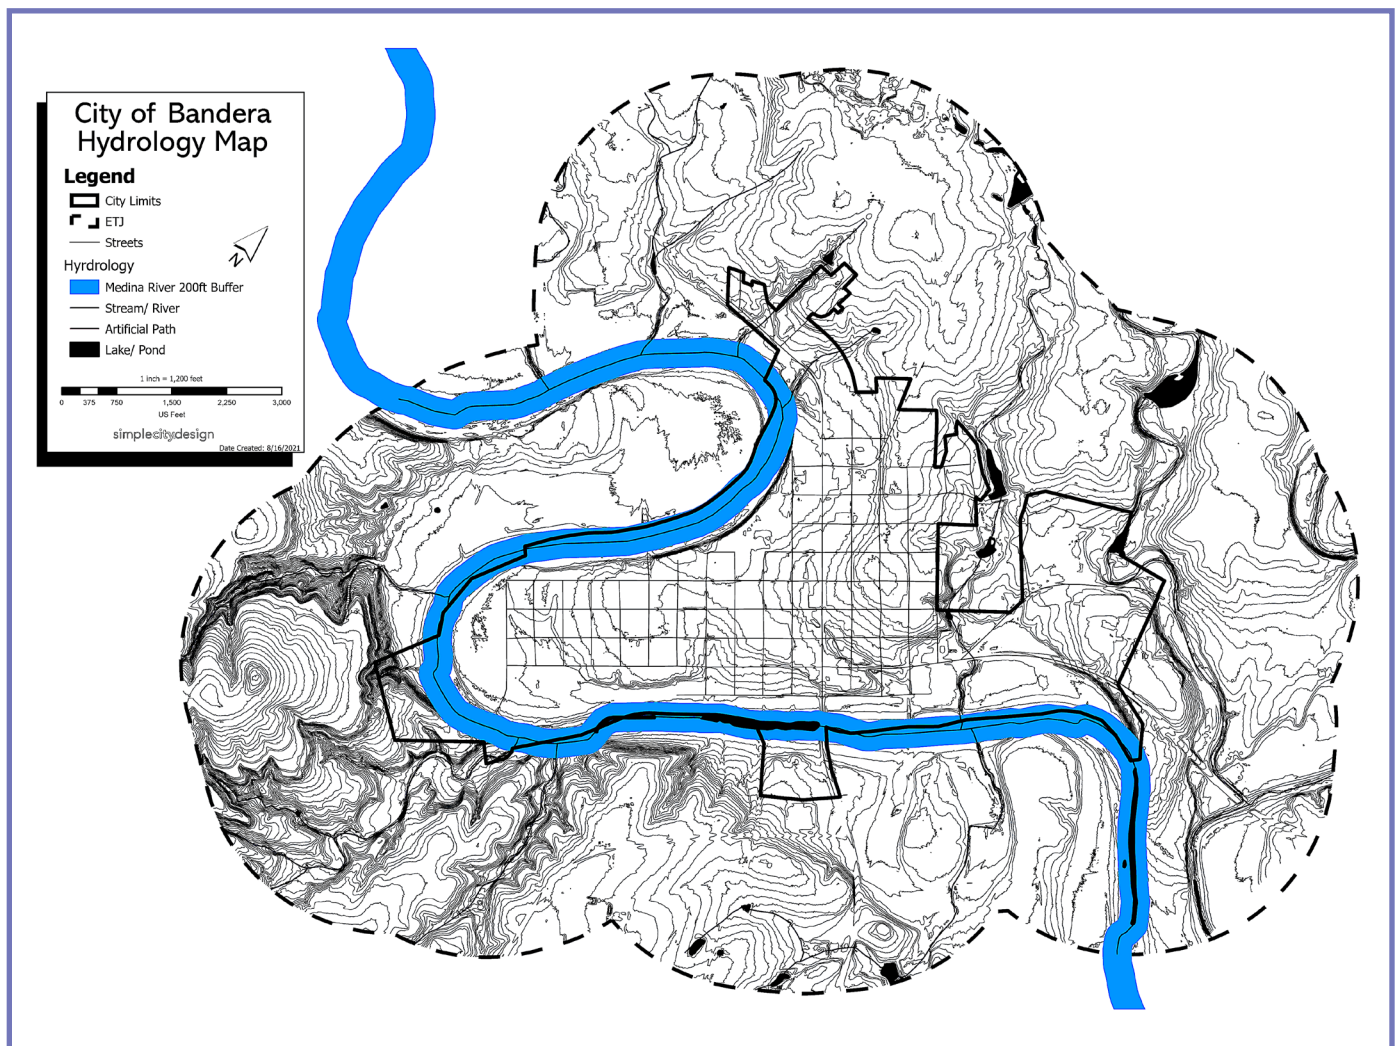 City of Bandera
Hydrology Map
Legend
City Limits
ETJ
Streets
N
Hyrdrology
Medina River 200ft Buffer
Stream/ River
Artificial Path
Lake/ Pond
1 inch = 1,200 feet
0 375 750 1,500 2,250 3,000
US Feet
simplecitydesign
Date Created: 8/16/2021